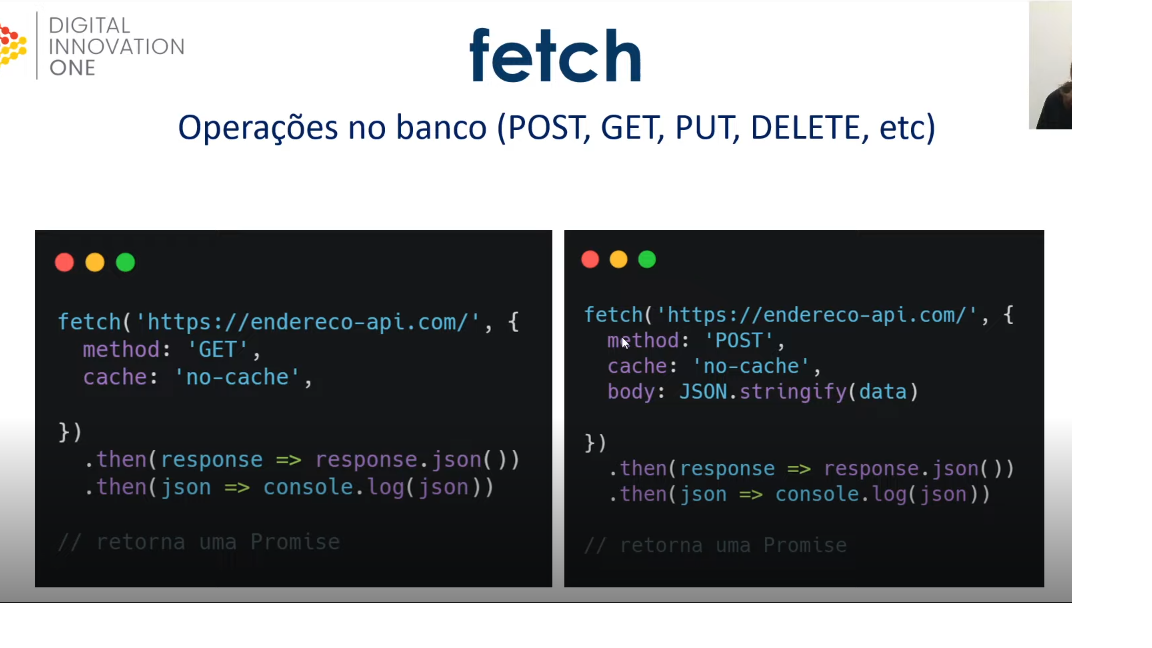 DIGITAL
INNOVATION
ONE
fetch
Operações no banco (POST, GET, PUT, DELETE, etc)
fetch('https://endereco-api.com/', {
  method: 'GET',
  cache: 'no-cache',
})
  .then(response => response.json())
  .then(json => console.log(json))
// retorna uma Promise
fetch('https://endereco-api.com/', {
  method: 'POST',
  cache: 'no-cache',
  body: JSON.stringify(data)
})
  .then(response => response.json())
  .then(json => console.log(json))
// retorna uma Promise